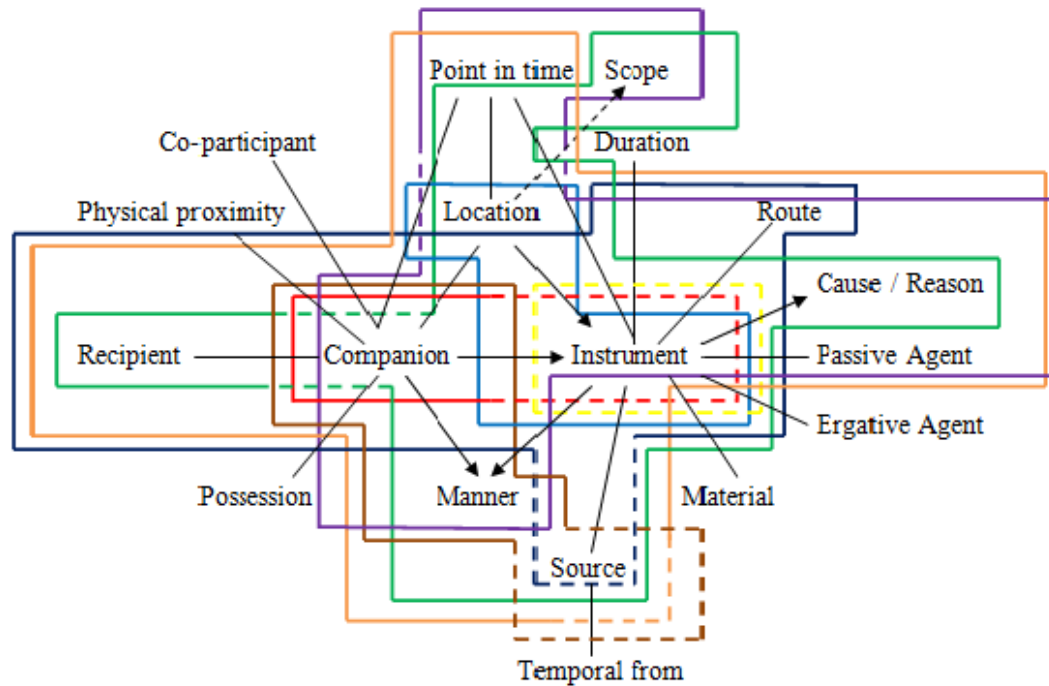 Point in time
Scope
Co-participant
Duration
Physical proximity
Location
Route
Cause / Reason
Recipient
Companion
Instrument
Passive Agent
Ergative Agent
Possession
Manner
Material
Source
Temporal from